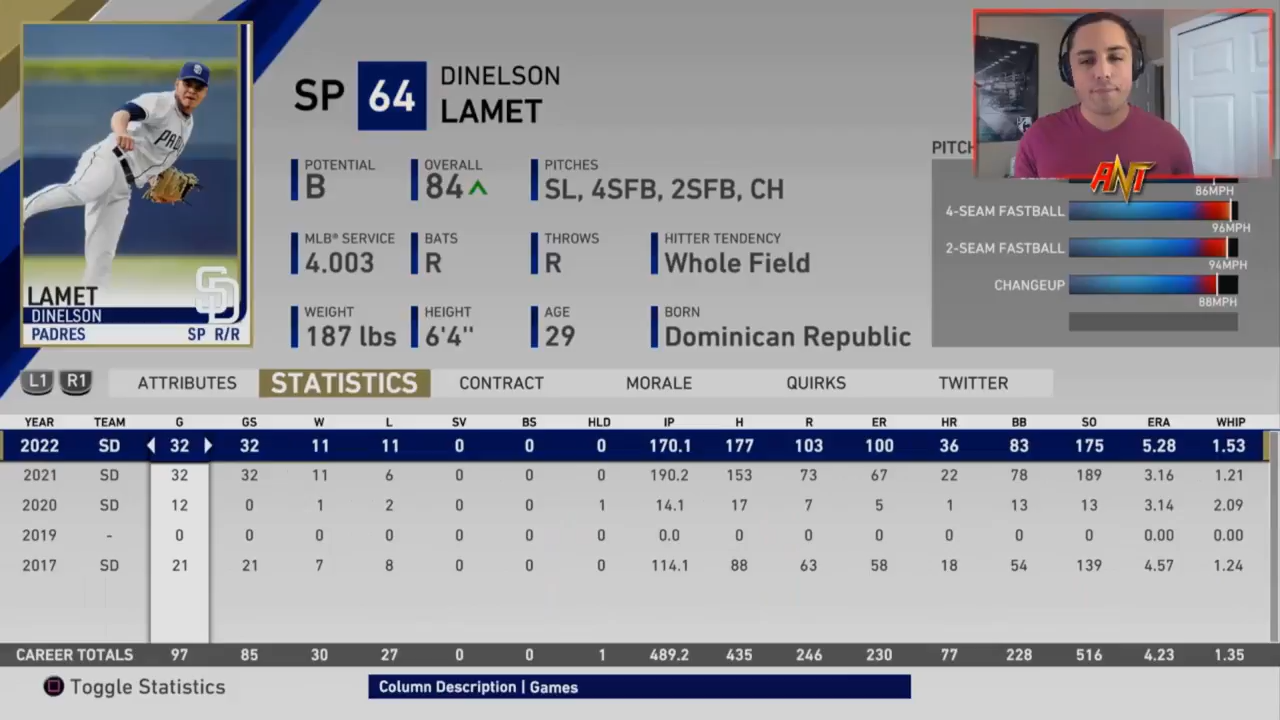 SP 64 DINELSON LAMET
POTENTIAL OVERALL PITCHES
B 84 SL, 4SFB, 2SFB, CH
MLB® SERVICE BATS THROWS HITTER TENDENCY
4.003 R R Whole Field
WEIGHT HEIGHT AGE BORN
187 lbs 6'4" 29 Dominican Republic
PADRES
SD
LAMET
DINELSON
PADRES SP R/R
PITCH
ANT
86MPH
4-SEAM FASTBALL
96MPH
2-SEAM FASTBALL
94MPH
CHANGEUP
88MPH
L1 R1 ATTRIBUTES STATISTICS CONTRACT MORALE QUIRKS TWITTER
YEAR TEAM G GS W L SV BS HLD IP H R ER HR BB SO ERA WHIP
2022 SD 32 32 11 11 0 0 0 170.1 177 103 100 36 83 175 5.28 1.53
2021 SD 32 32 11 6 0 0 0 190.2 153 73 67 22 78 189 3.16 1.21
2020 SD 12 0 1 2 0 0 1 14.1 17 7 5 1 13 13 3.14 2.09
2019 - 0 0 0 0 0 0 0 0.0 0 0 0 0 0 0 0.00 0.00
2017 SD 21 21 7 8 0 0 0 114.1 88 63 58 18 54 139 4.57 1.24
CAREER TOTALS 97 85 30 27 0 0 1 489.2 435 246 230 77 228 516 4.23 1.35
Toggle Statistics
Column Description | Games